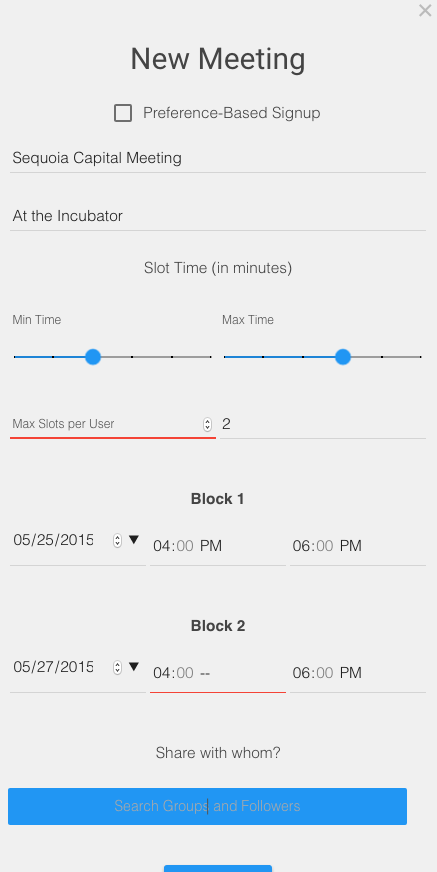 New Meeting
Preference-Based Signup
Sequoia Capital Meeting
At the Incubator
Slot Time (in minutes)
Min Time Max Time
Max Slots per User 2
Block 1
05/25/2015 04:00 PM 06:00 PM
Block 2
05/27/2015 04:00 -- 06:00 PM
Share with whom?
Search Groups and Followers